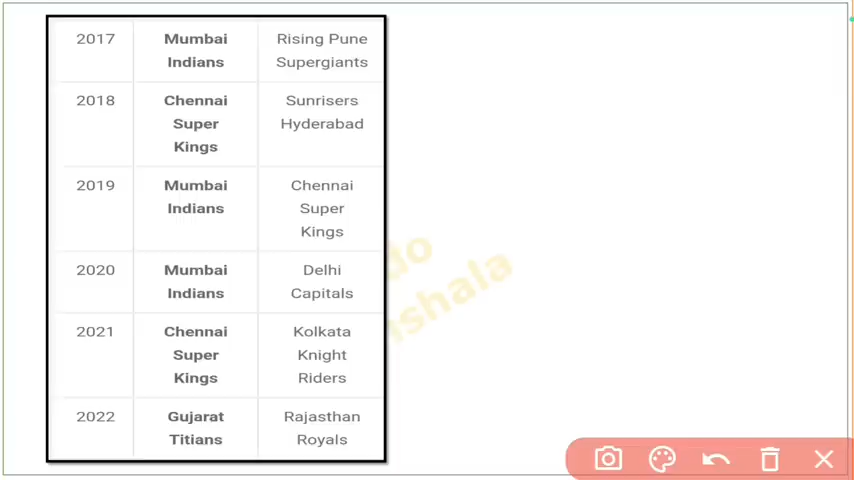 2017 Mumbai Rising Pune
Indians Supergiants
2018 Chennai Sunrisers
Super Hyderabad
Kings
2019 Mumbai Chennai
Indians Super
Kings
2020 Mumbai Delhi
Indians Capitals
2021 Chennai Kolkata
Super Knight
Kings Riders
2022 Gujarat Rajasthan
Titians Royals